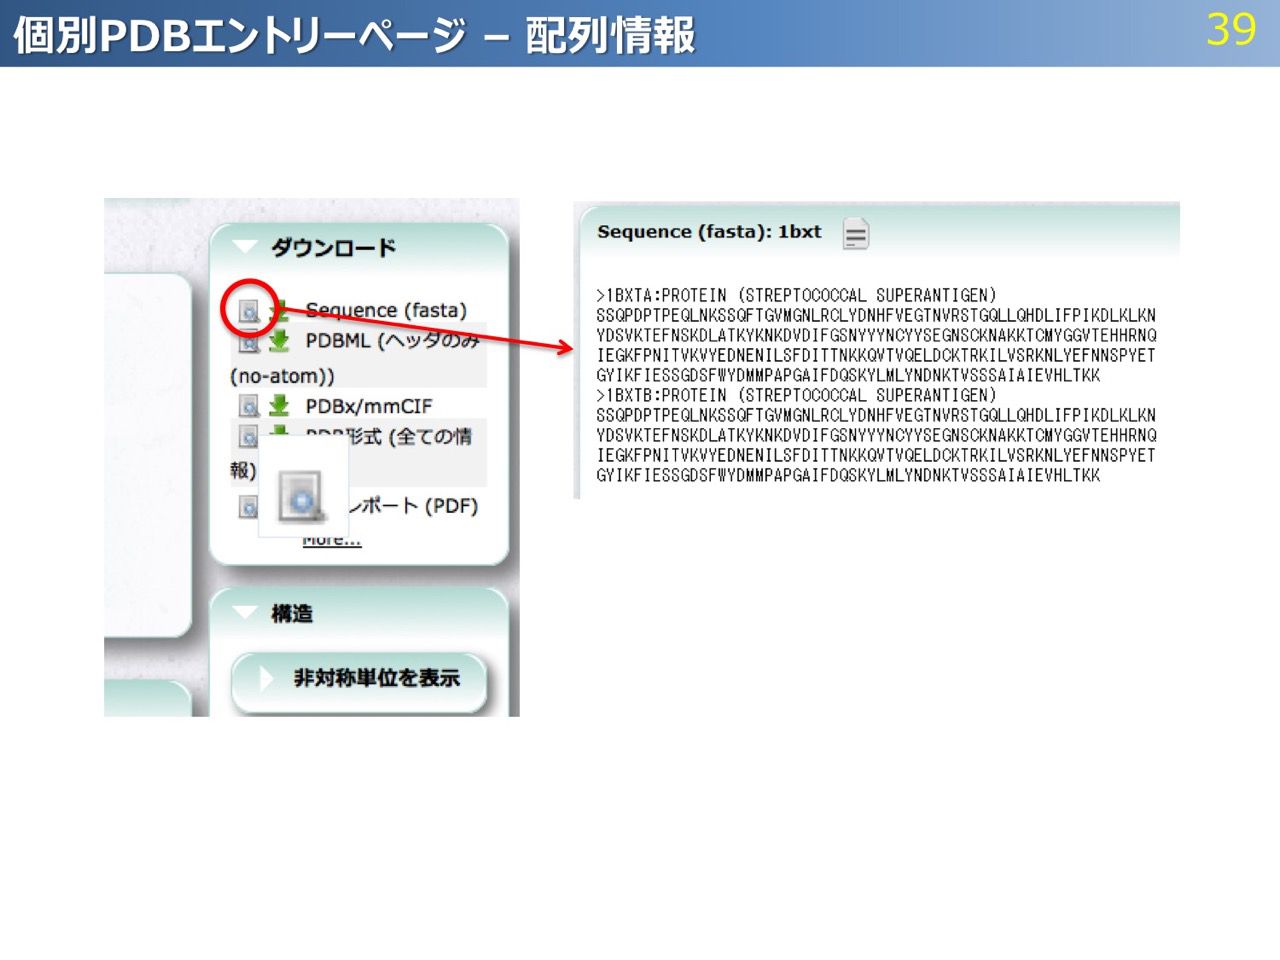 個別PDBエントリーページ – 配列情報
39
ダウンロード
Sequence (fasta)
PDBML (ヘッダのみ
(no-atom))
PDBx/mmCIF
PDB形式 (全ての情
報)
レポート (PDF)
More...
構造
非対称単位を表示
Sequence (fasta): 1bxt
>1BXTA:PROTEIN (STREPTOCOCCAL SUPERANTIGEN)
SSQPDPTPEQLNKSSQFTGVMGNLRCLYDNHFVEGTNVRSTGQLLQHDLIFPIKDLKLKN
YDSVKTEFNSKDLATKYKNKDVDIFGSNYYYNCYYSEGNSCKNAKKTCMYGGVTEHHRNQ
IEGKFPNITVKVYEDNENILSFDITTNKKQVTVQELDCKTRKILVSRKNLYEFNNSPYET
GYIKFIESSGDSFWYDMMPAPGAIFDQSKYLMLYNDNKTVSSSAIAIEVHLTKK
>1BXTB:PROTEIN (STREPTOCOCCAL SUPERANTIGEN)
SSQPDPTPEQLNKSSQFTGVMGNLRCLYDNHFVEGTNVRSTGQLLQHDLIFPIKDLKLKN
YDSVKTEFNSKDLATKYKNKDVDIFGSNYYYNCYYSEGNSCKNAKKTCMYGGVTEHHRNQ
IEGKFPNITVKVYEDNENILSFDITTNKKQVTVQELDCKTRKILVSRKNLYEFNNSPYET
GYIKFIESSGDSFWYDMMPAPGAIFDQSKYLMLYNDNKTVSSSAIAIEVHLTKK